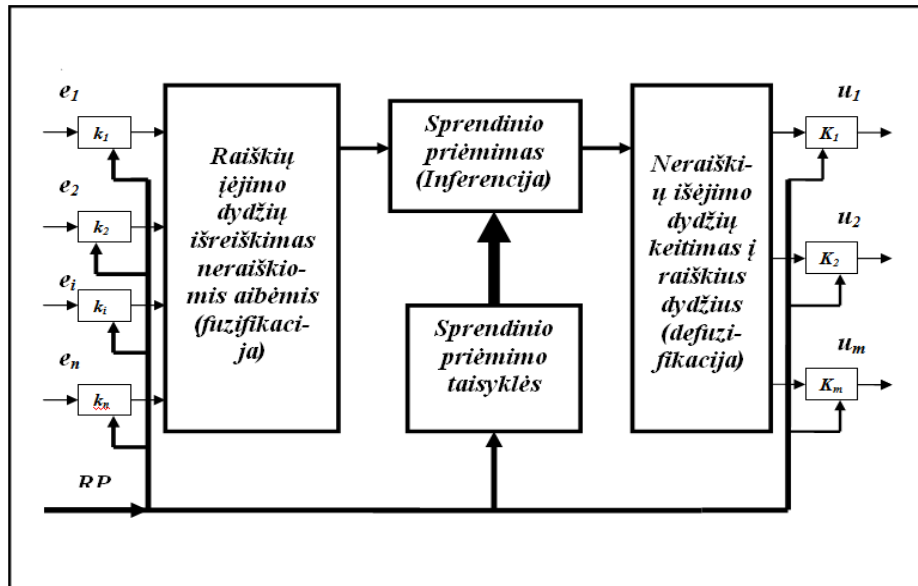 e1
k1
e2
k2
ei
ki
en
kn
RP
Raiškių
įėjimo
dydžių
išreiškimas
neraiškio-
mis aibėmis
(fuzifikaci-
ja)
Sprendinio
priėmimas
(Inferencija)
Sprendinio
priėmimo
taisyklės
Neraiški-
ų išėjimo
dydžių
keitimas į
raiškius
dydžius
(defuzi-
fikacija)
u1
K1
u2
K2
um
Km